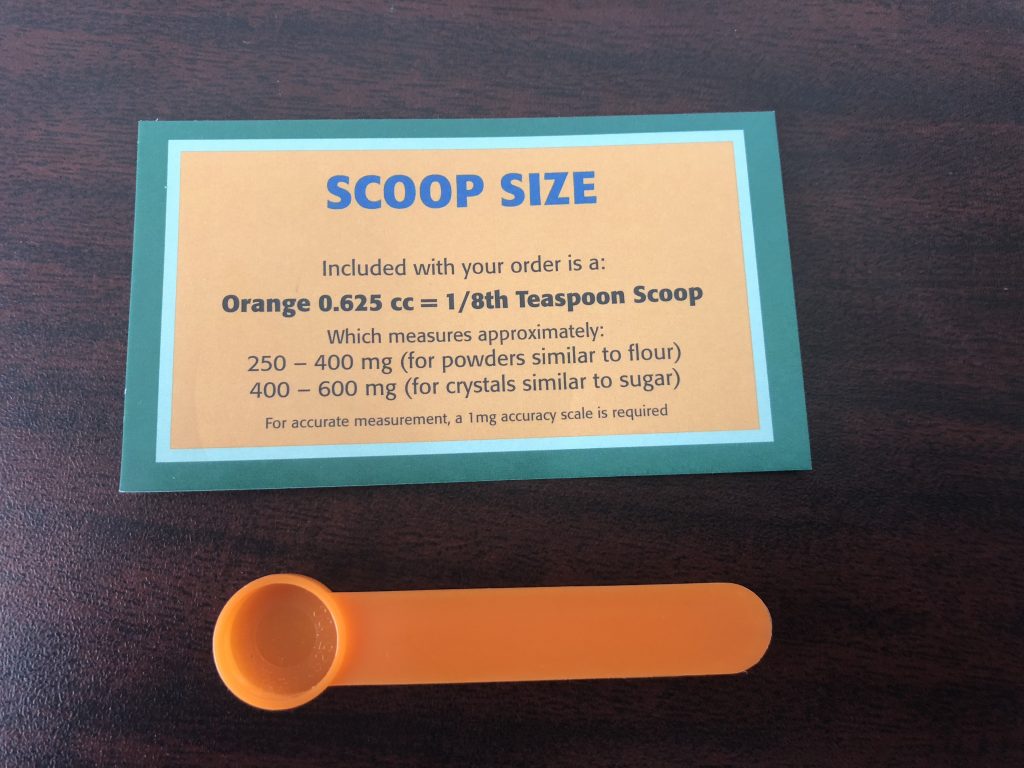 SCOOP SIZE
Included with your order is a:
Orange 0.625 cc = 1/8th Teaspoon Scoop
Which measures approximately:
250 – 400 mg (for powders similar to flour)
400 – 600 mg (for crystals similar to sugar)
For accurate measurement, a 1mg accuracy scale is required